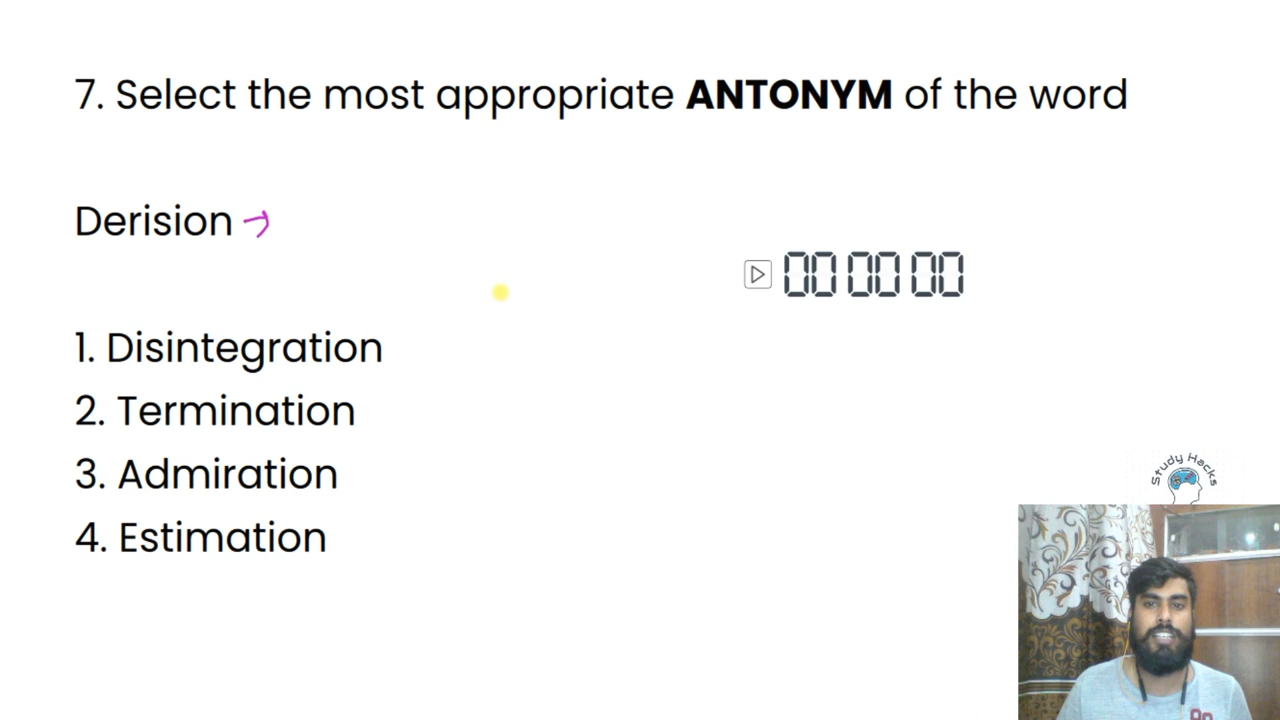 7. Select the most appropriate ANTONYM of the word
Derision
00 00 00
1. Disintegration
2. Termination
3. Admiration
4. Estimation
Study Hacks